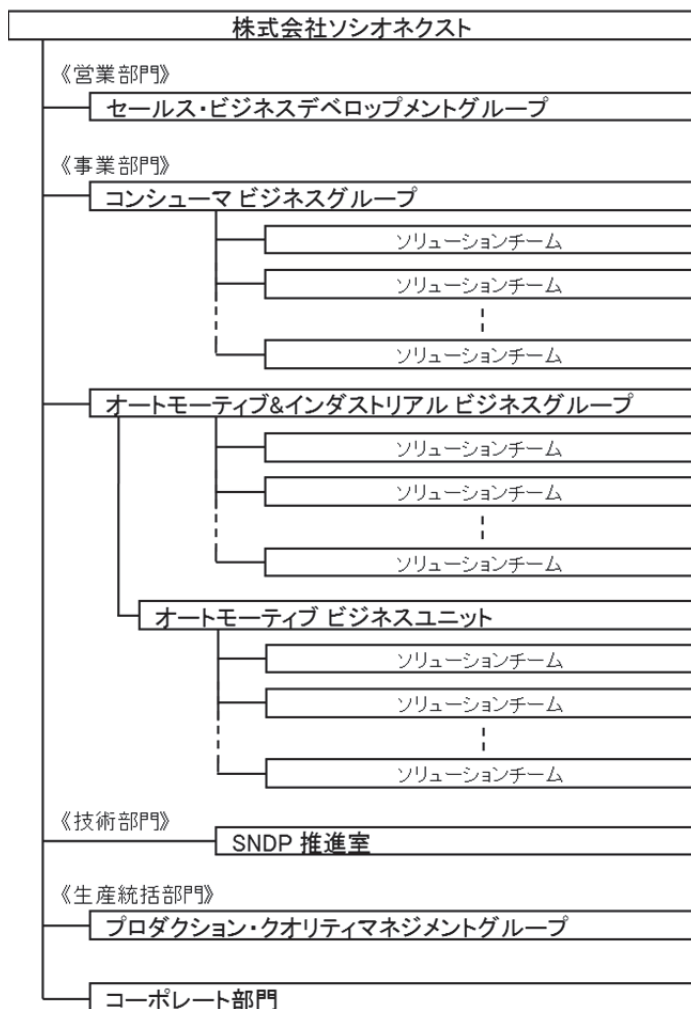 株式会社ソシオネクスト
《営業部門》
セールス・ビジネスデベロップメントグループ
《事業部門》
コンシューマ ビジネスグループ
ソリューションチーム
ソリューションチーム
ソリューションチーム
オートモーティブ&インダストリアル ビジネスグループ
ソリューションチーム
ソリューションチーム
ソリューションチーム
オートモーティブ ビジネスユニット
ソリューションチーム
ソリューションチーム
ソリューションチーム
《技術部門》
SNDP 推進室
《生産統括部門》
プロダクション・クオリティマネジメントグループ
コーポレート部門